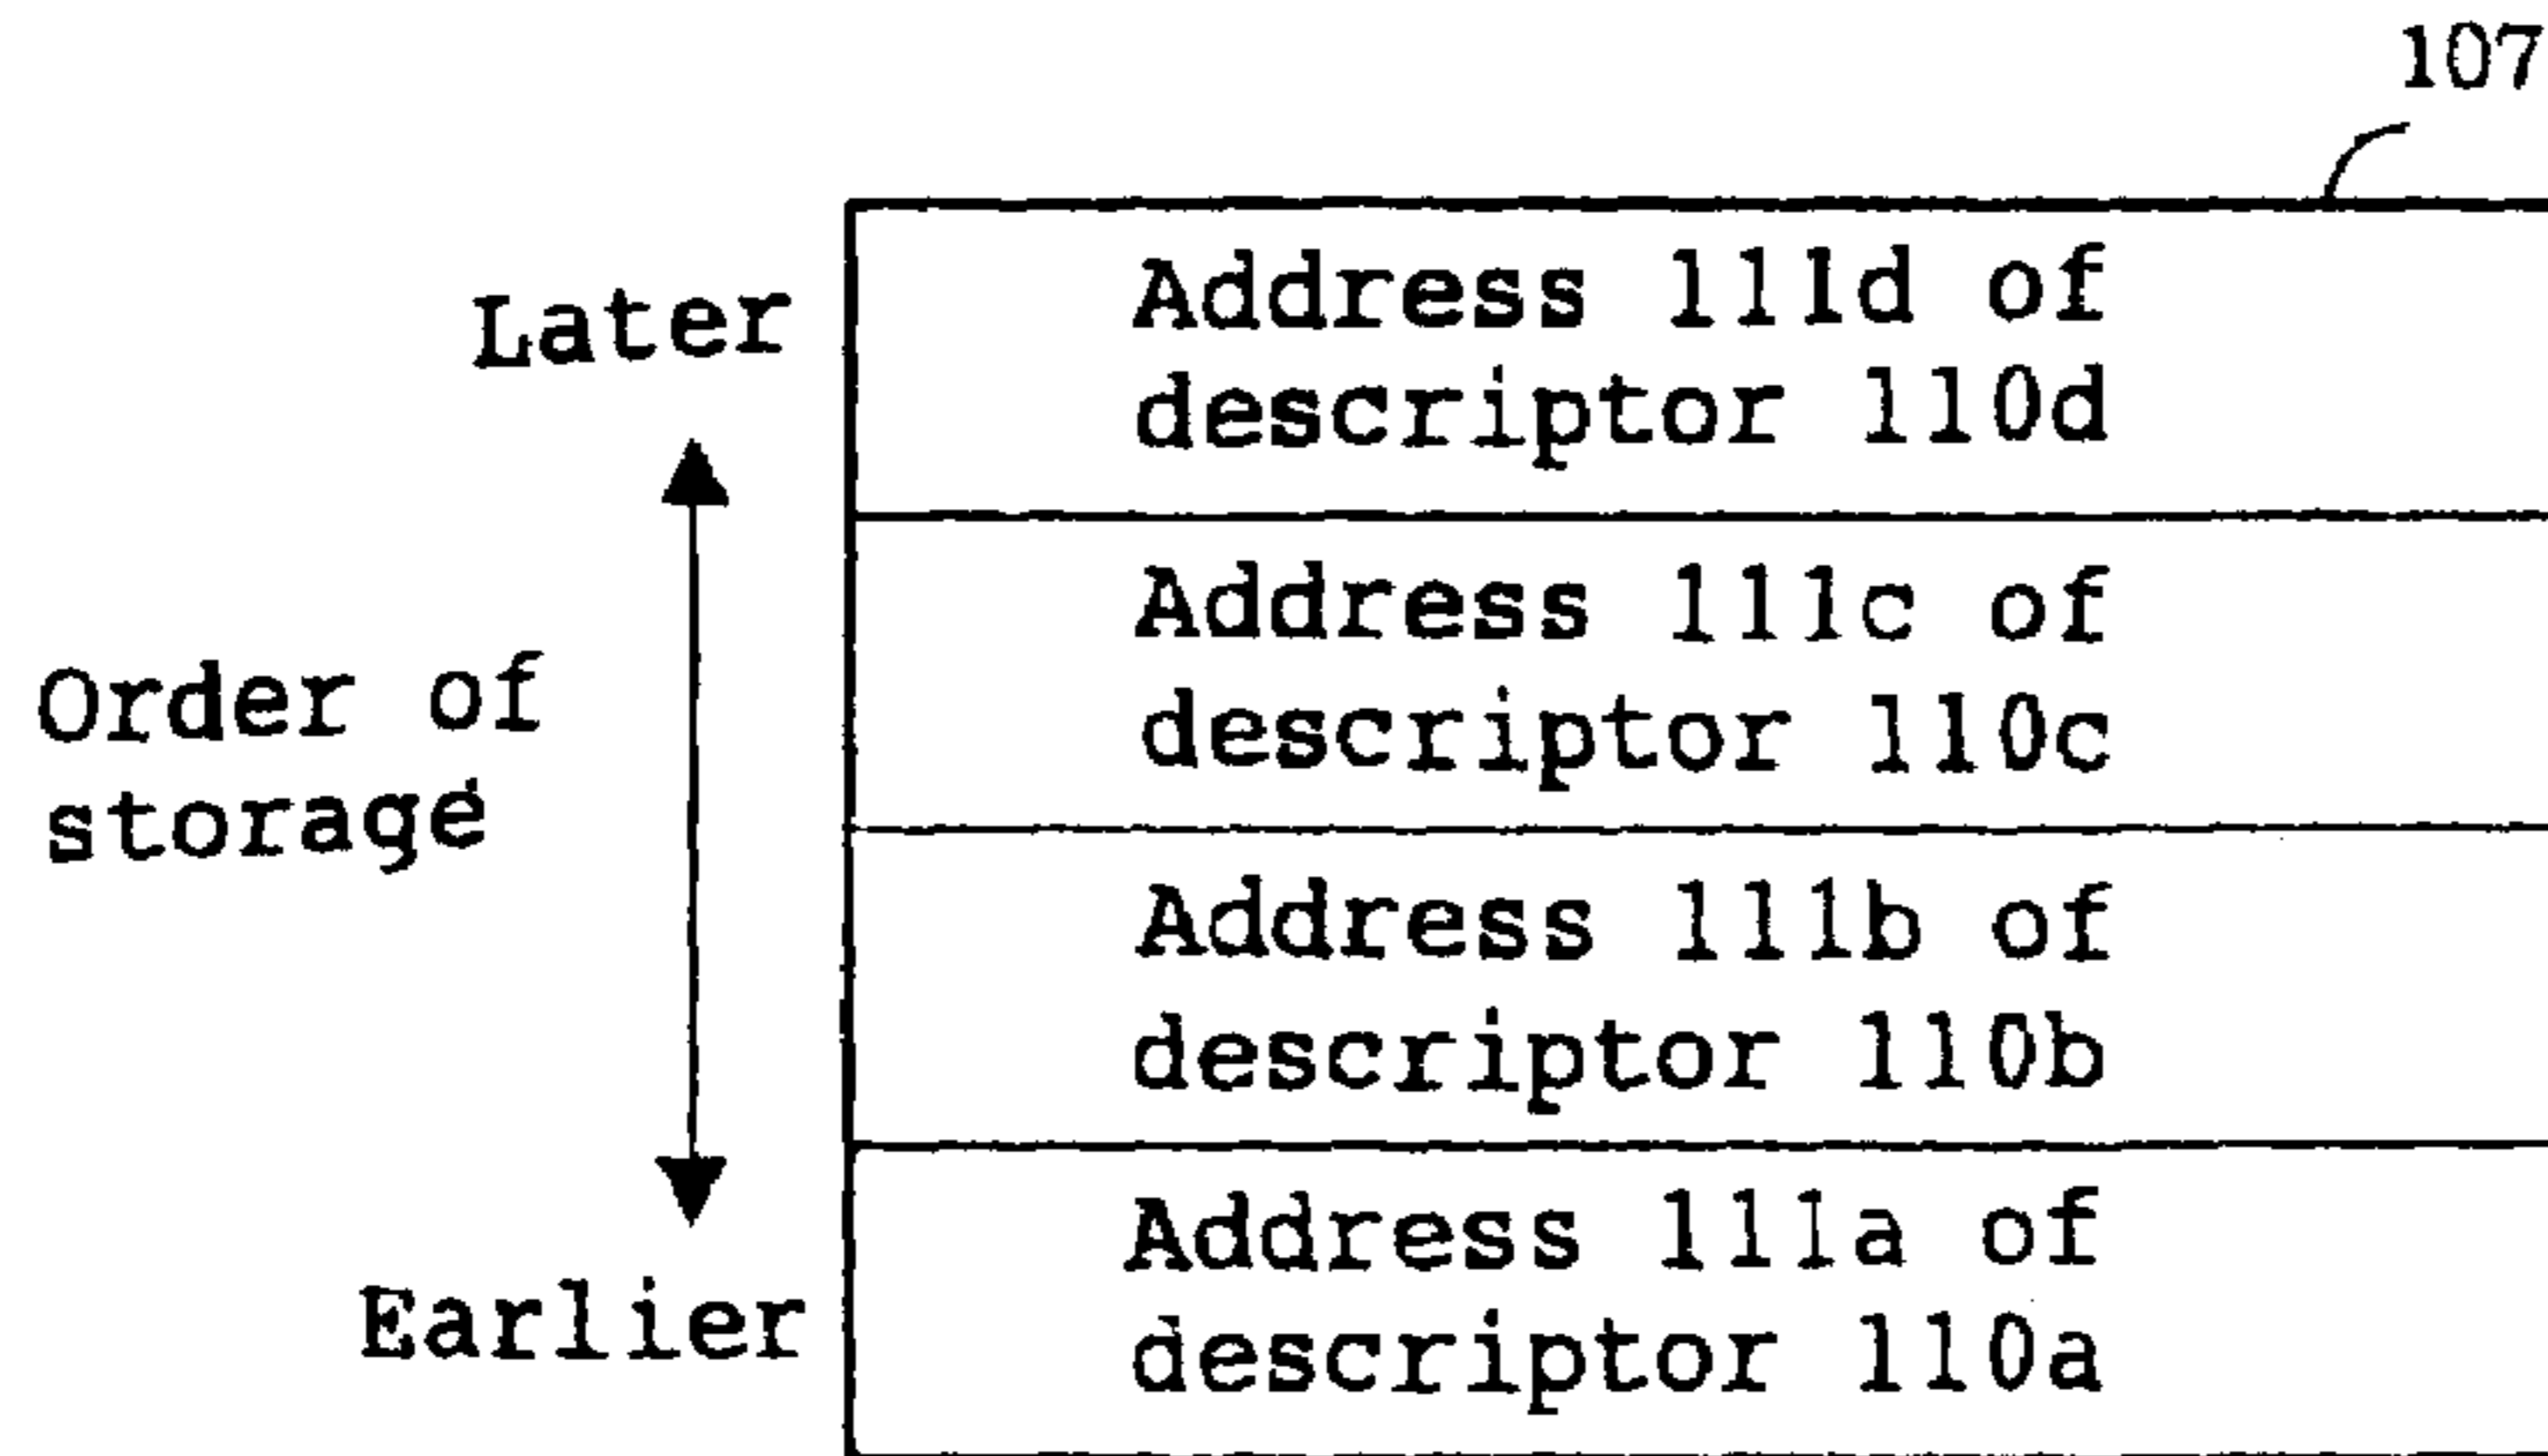 107
Later
Address 111d of
descriptor 110d
Address 111c of
descriptor 110c
Order of
storage
Address 111b of
descriptor 110b
Address 111a of
descriptor 110a
Earlier